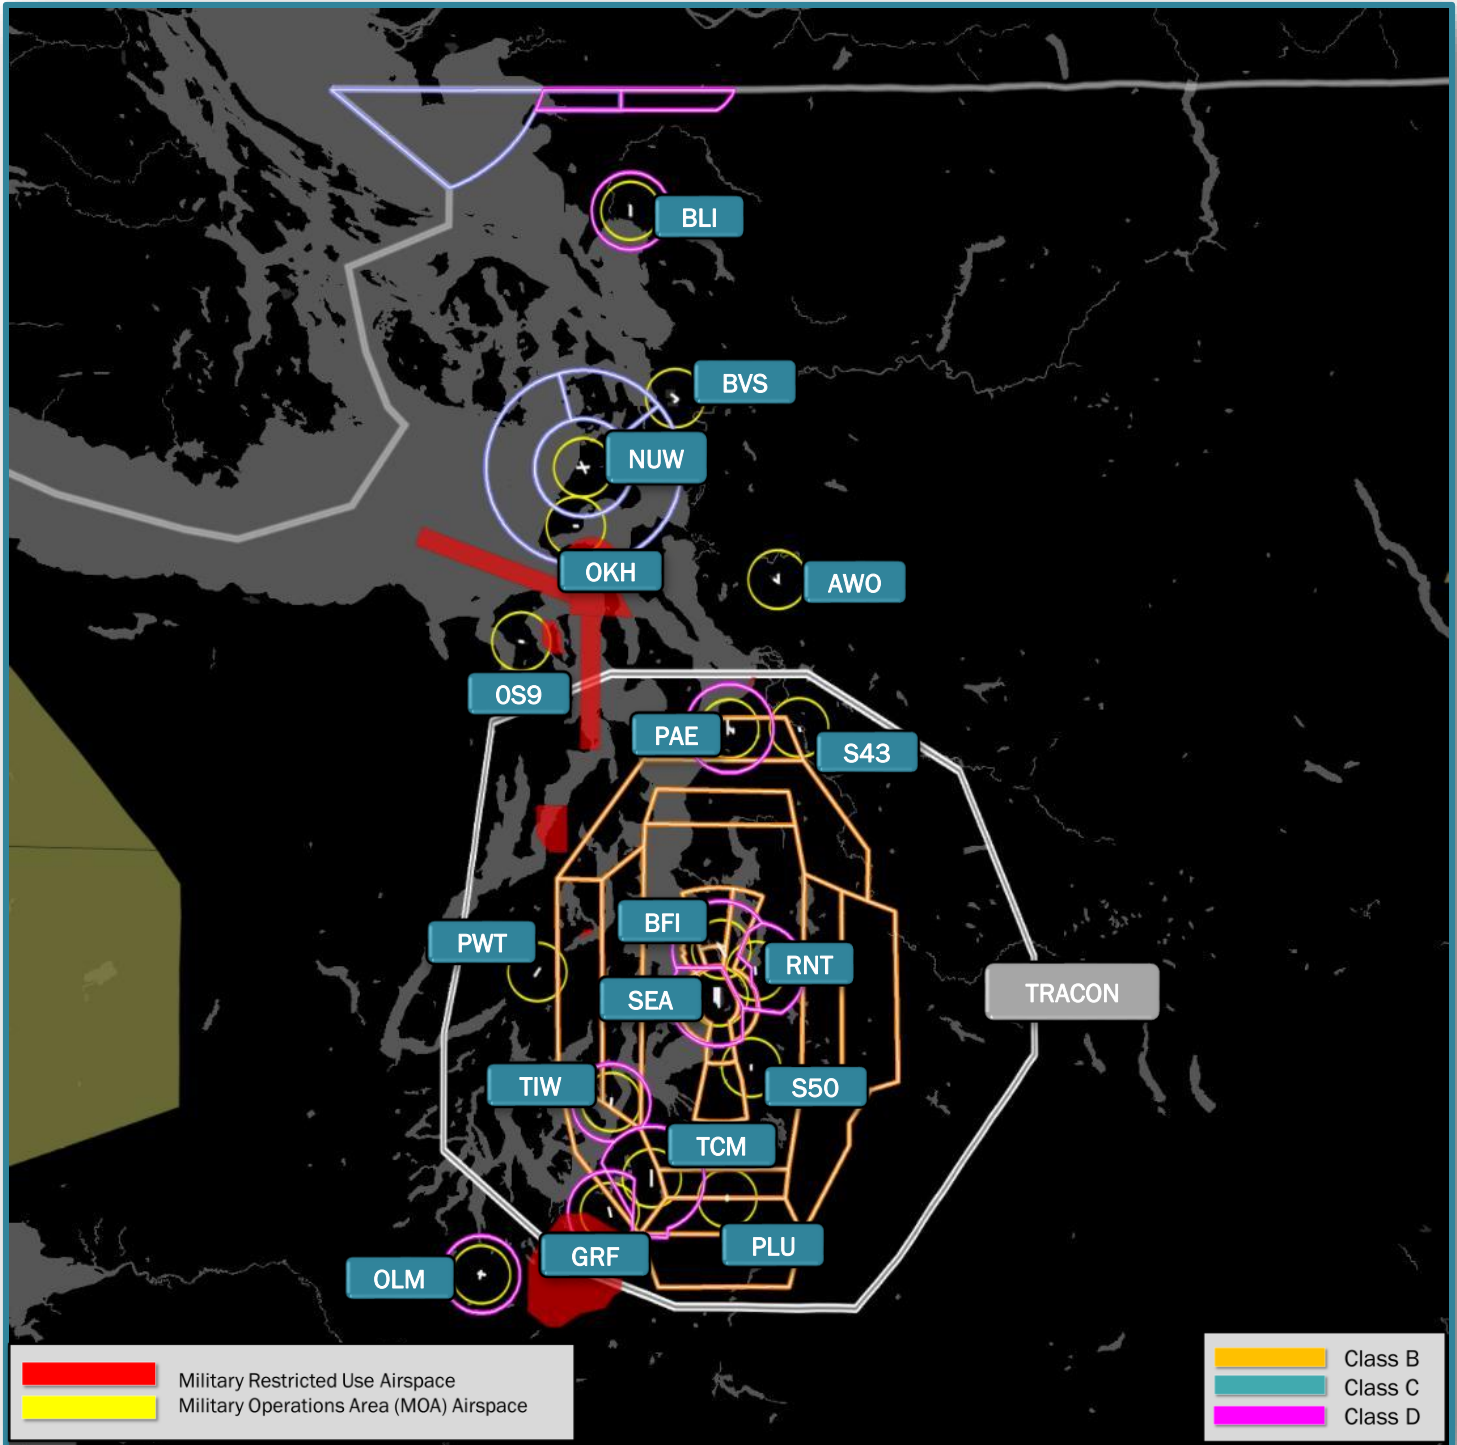 BLI
BVS
NUW
OKH
AWO
0S9
PAE
S43
BFI
PWT
RNT
SEA
TRACON
TIW
S50
TCM
PLU
GRF
OLM
Military Restricted Use Airspace
Military Operations Area (MOA) Airspace
Class B
Class C
Class D